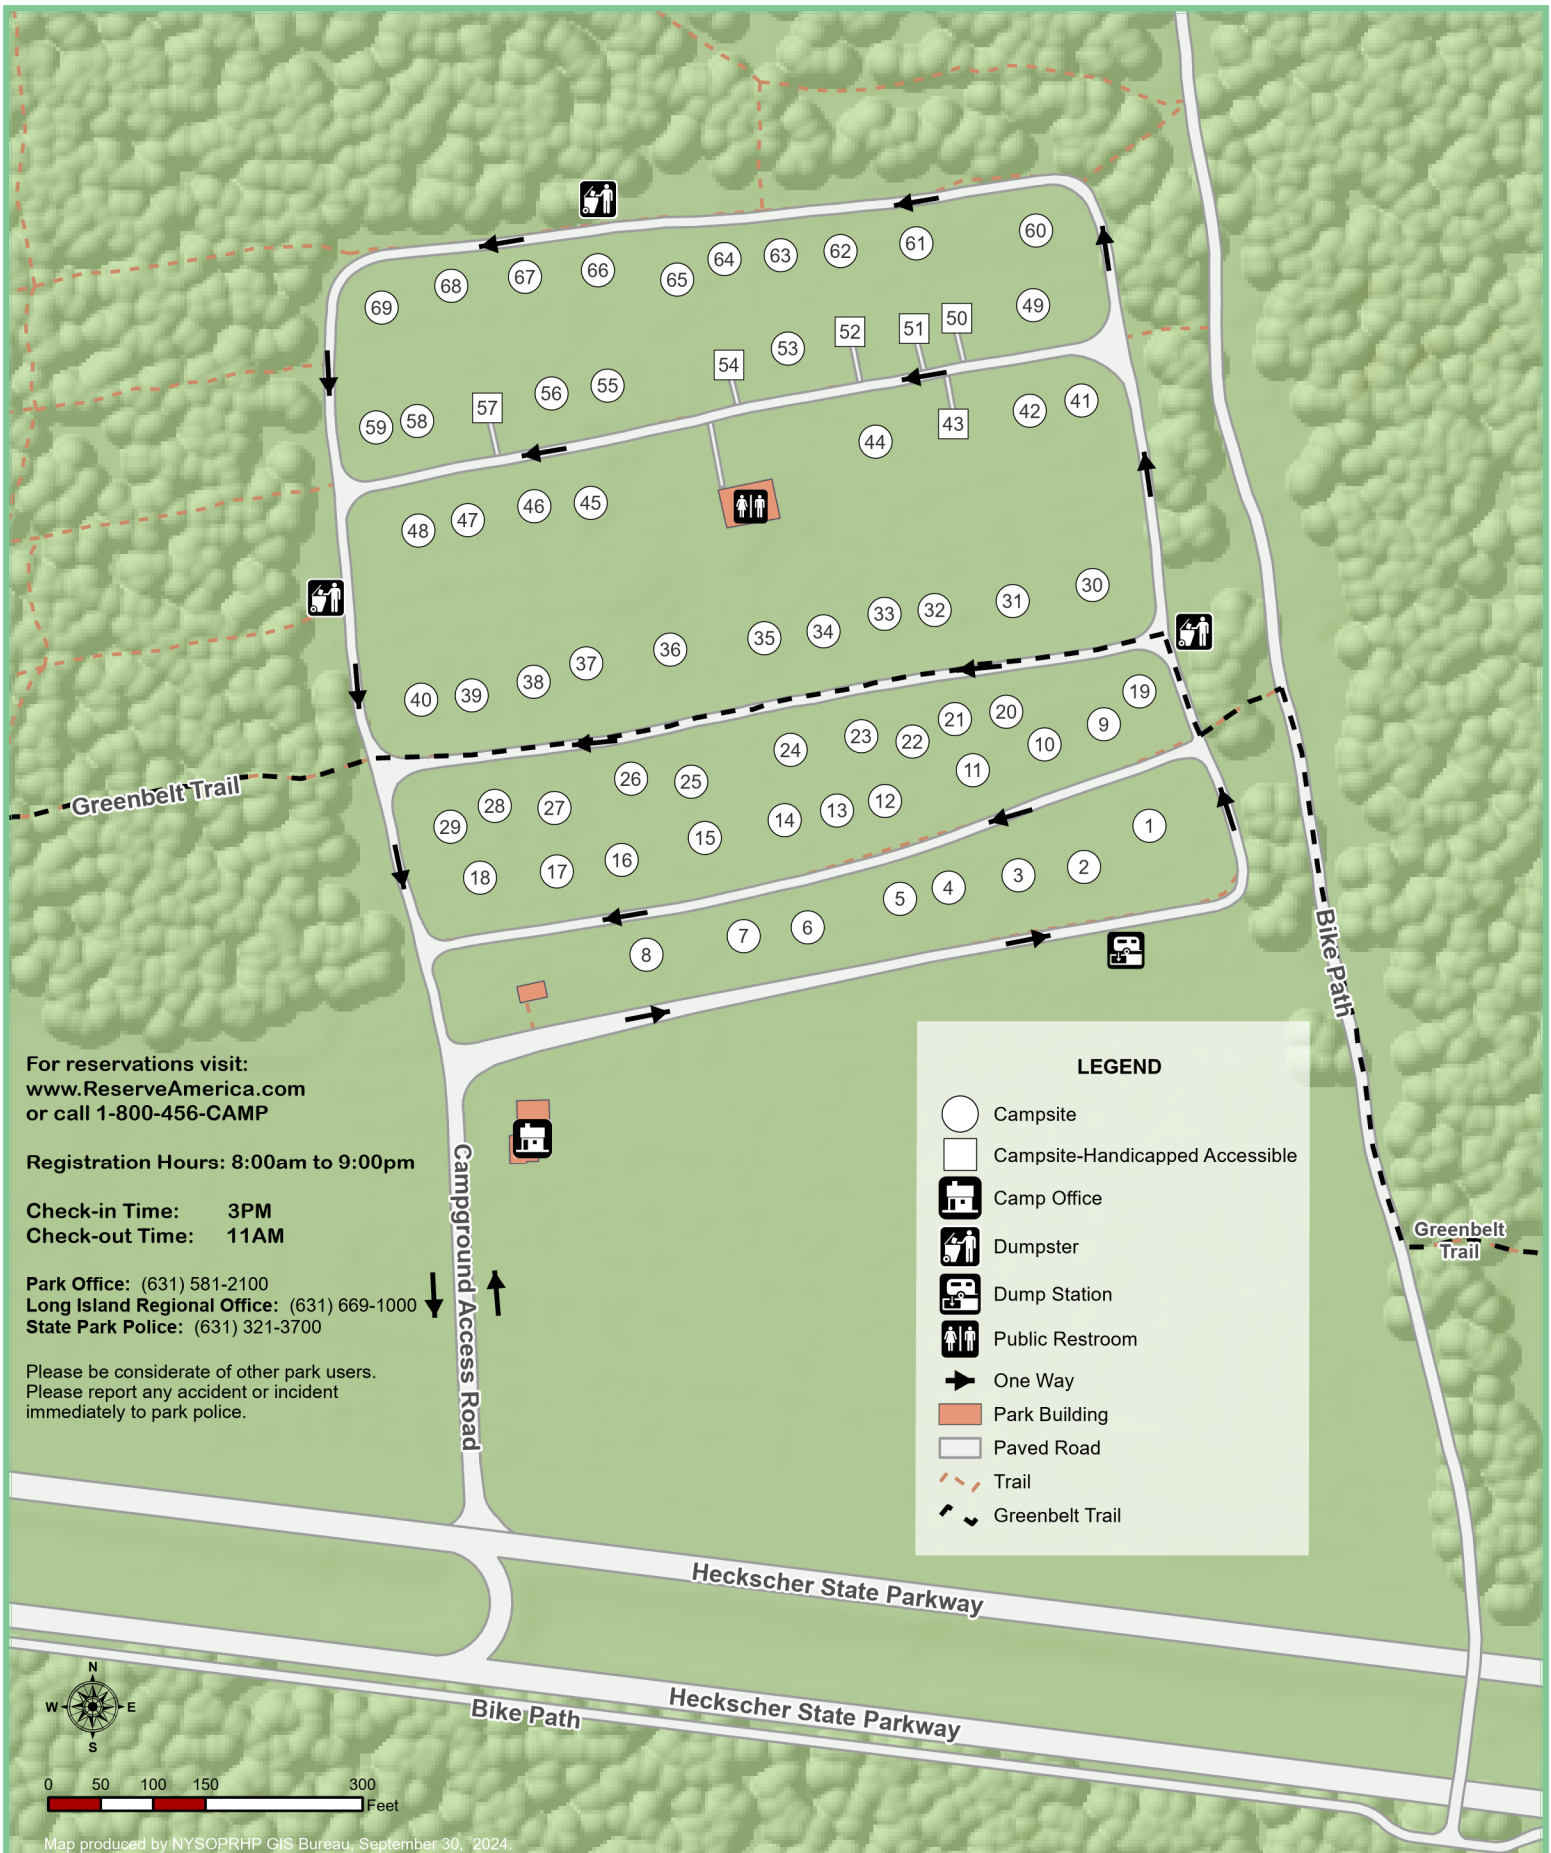 60
61
62
63
64
65
66
67
68
69
49
50
51
52
53
54
55
56
57
58
59
41
42
43
44
45
46
47
48
30
31
32
33
34
35
36
37
38
39
40
19
20
21
22
23
24
25
26
27
28
29
9
10
11
12
13
14
15
16
17
18
1
2
3
4
5
6
7
8
Greenbelt Trail
Bike Path
For reservations visit:
www.ReserveAmerica.com
or call 1-800-456-CAMP
Registration Hours: 8:00am to 9:00pm
Check-in Time: 3PM
Check-out Time: 11AM
Park Office: (631) 581-2100
Long Island Regional Office: (631) 669-1000
State Park Police: (631) 321-3700
Please be considerate of other park users.
Please report any accident or incident
immediately to park police.
Campground Access Road
LEGEND
Campsite
Campsite-Handicapped Accessible
Camp Office
Dumpster
Dump Station
Public Restroom
One Way
Park Building
Paved Road
Trail
Greenbelt Trail
Greenbelt
Trail
Heckscher State Parkway
Heckscher State Parkway
Bike Path
N
W E
S
0 50 100 150 300
Feet
Map produced by NYSOPRHP GIS Bureau, September 30, 2024.